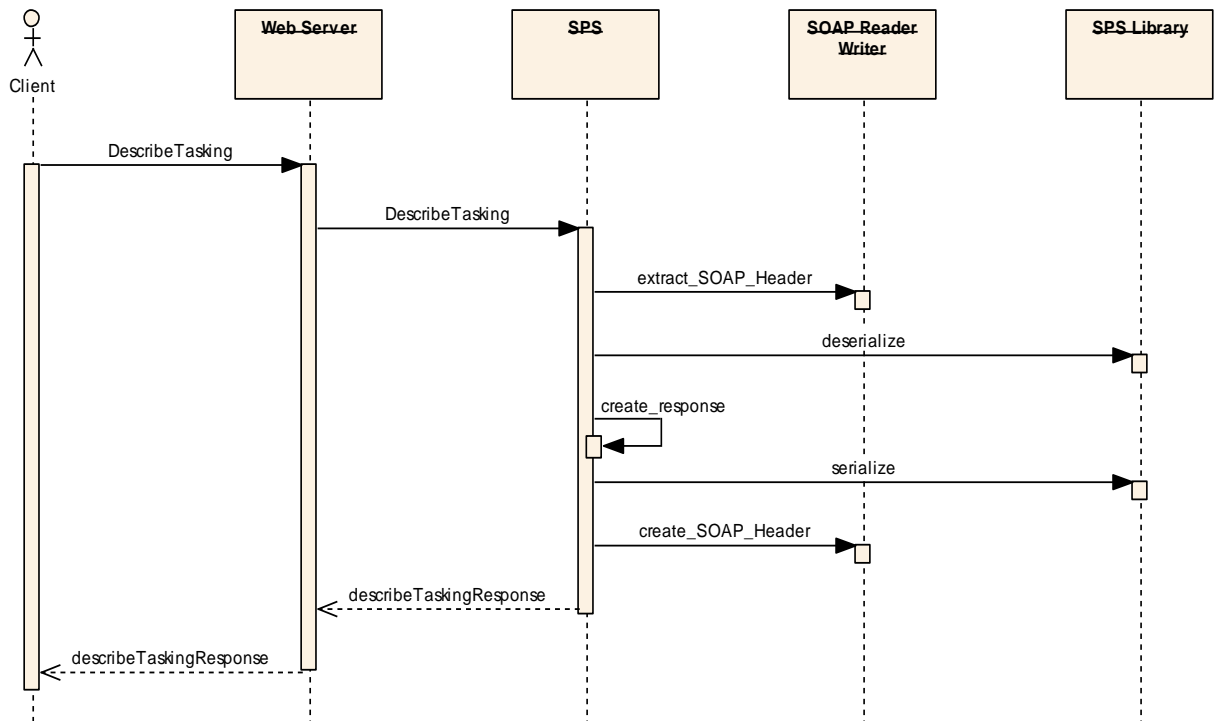 Web Server
SPS
SOAP Reader
Writer
SPS Library
Client
DescribeTasking
DescribeTasking
extract_SOAP_Header
deserialize
create_response
serialize
create_SOAP_Header
describeTaskingResponse
describeTaskingResponse